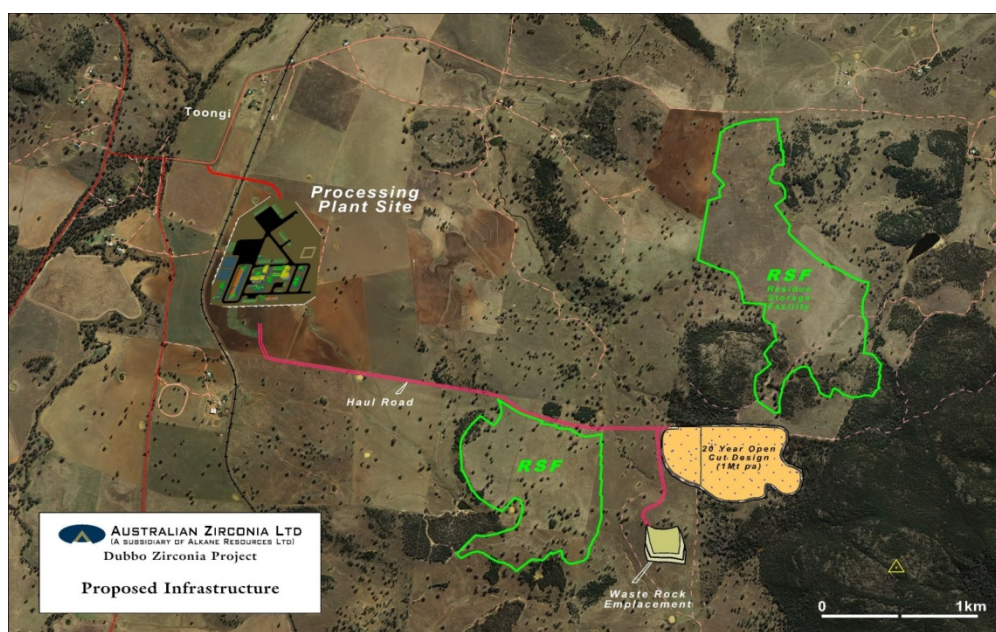 Toongi
Processing
Plant Site
RSF
Residue
Storage
Facility
Haul Road
RSF
20 Year Open
Cut Design
(1Mt pa)
Waste Rock
Emplacement
AUSTRALIAN ZIRCONIA LTD
(A SUBSIDIARY OF ALKANE RESOURCES LTD)
Dubbo Zirconia Project
Proposed Infrastructure
0 1km